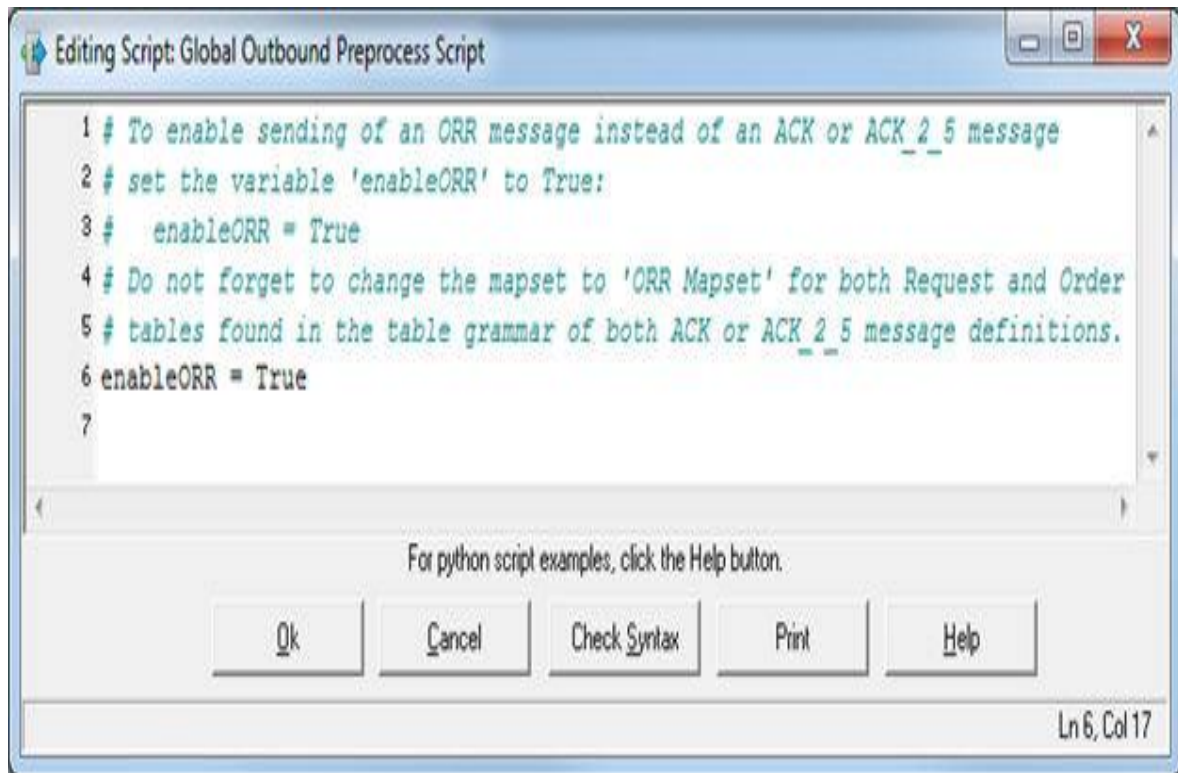 Editing Script: Global Outbound Preprocess Script
1 # To enable sending of an ORR message instead of an ACK or ACK_2_5 message
2 # set the variable 'enableORR' to True:
3 #   enableORR = True
4 # Do not forget to change the mapset to 'ORR Mapset' for both Request and Order
5 # tables found in the table grammar of both ACK or ACK_2_5 message definitions.
6 enableORR = True
7
For python script examples, click the Help button.
Ok Cancel Check Syntax Print Help
Ln 6, Col 17